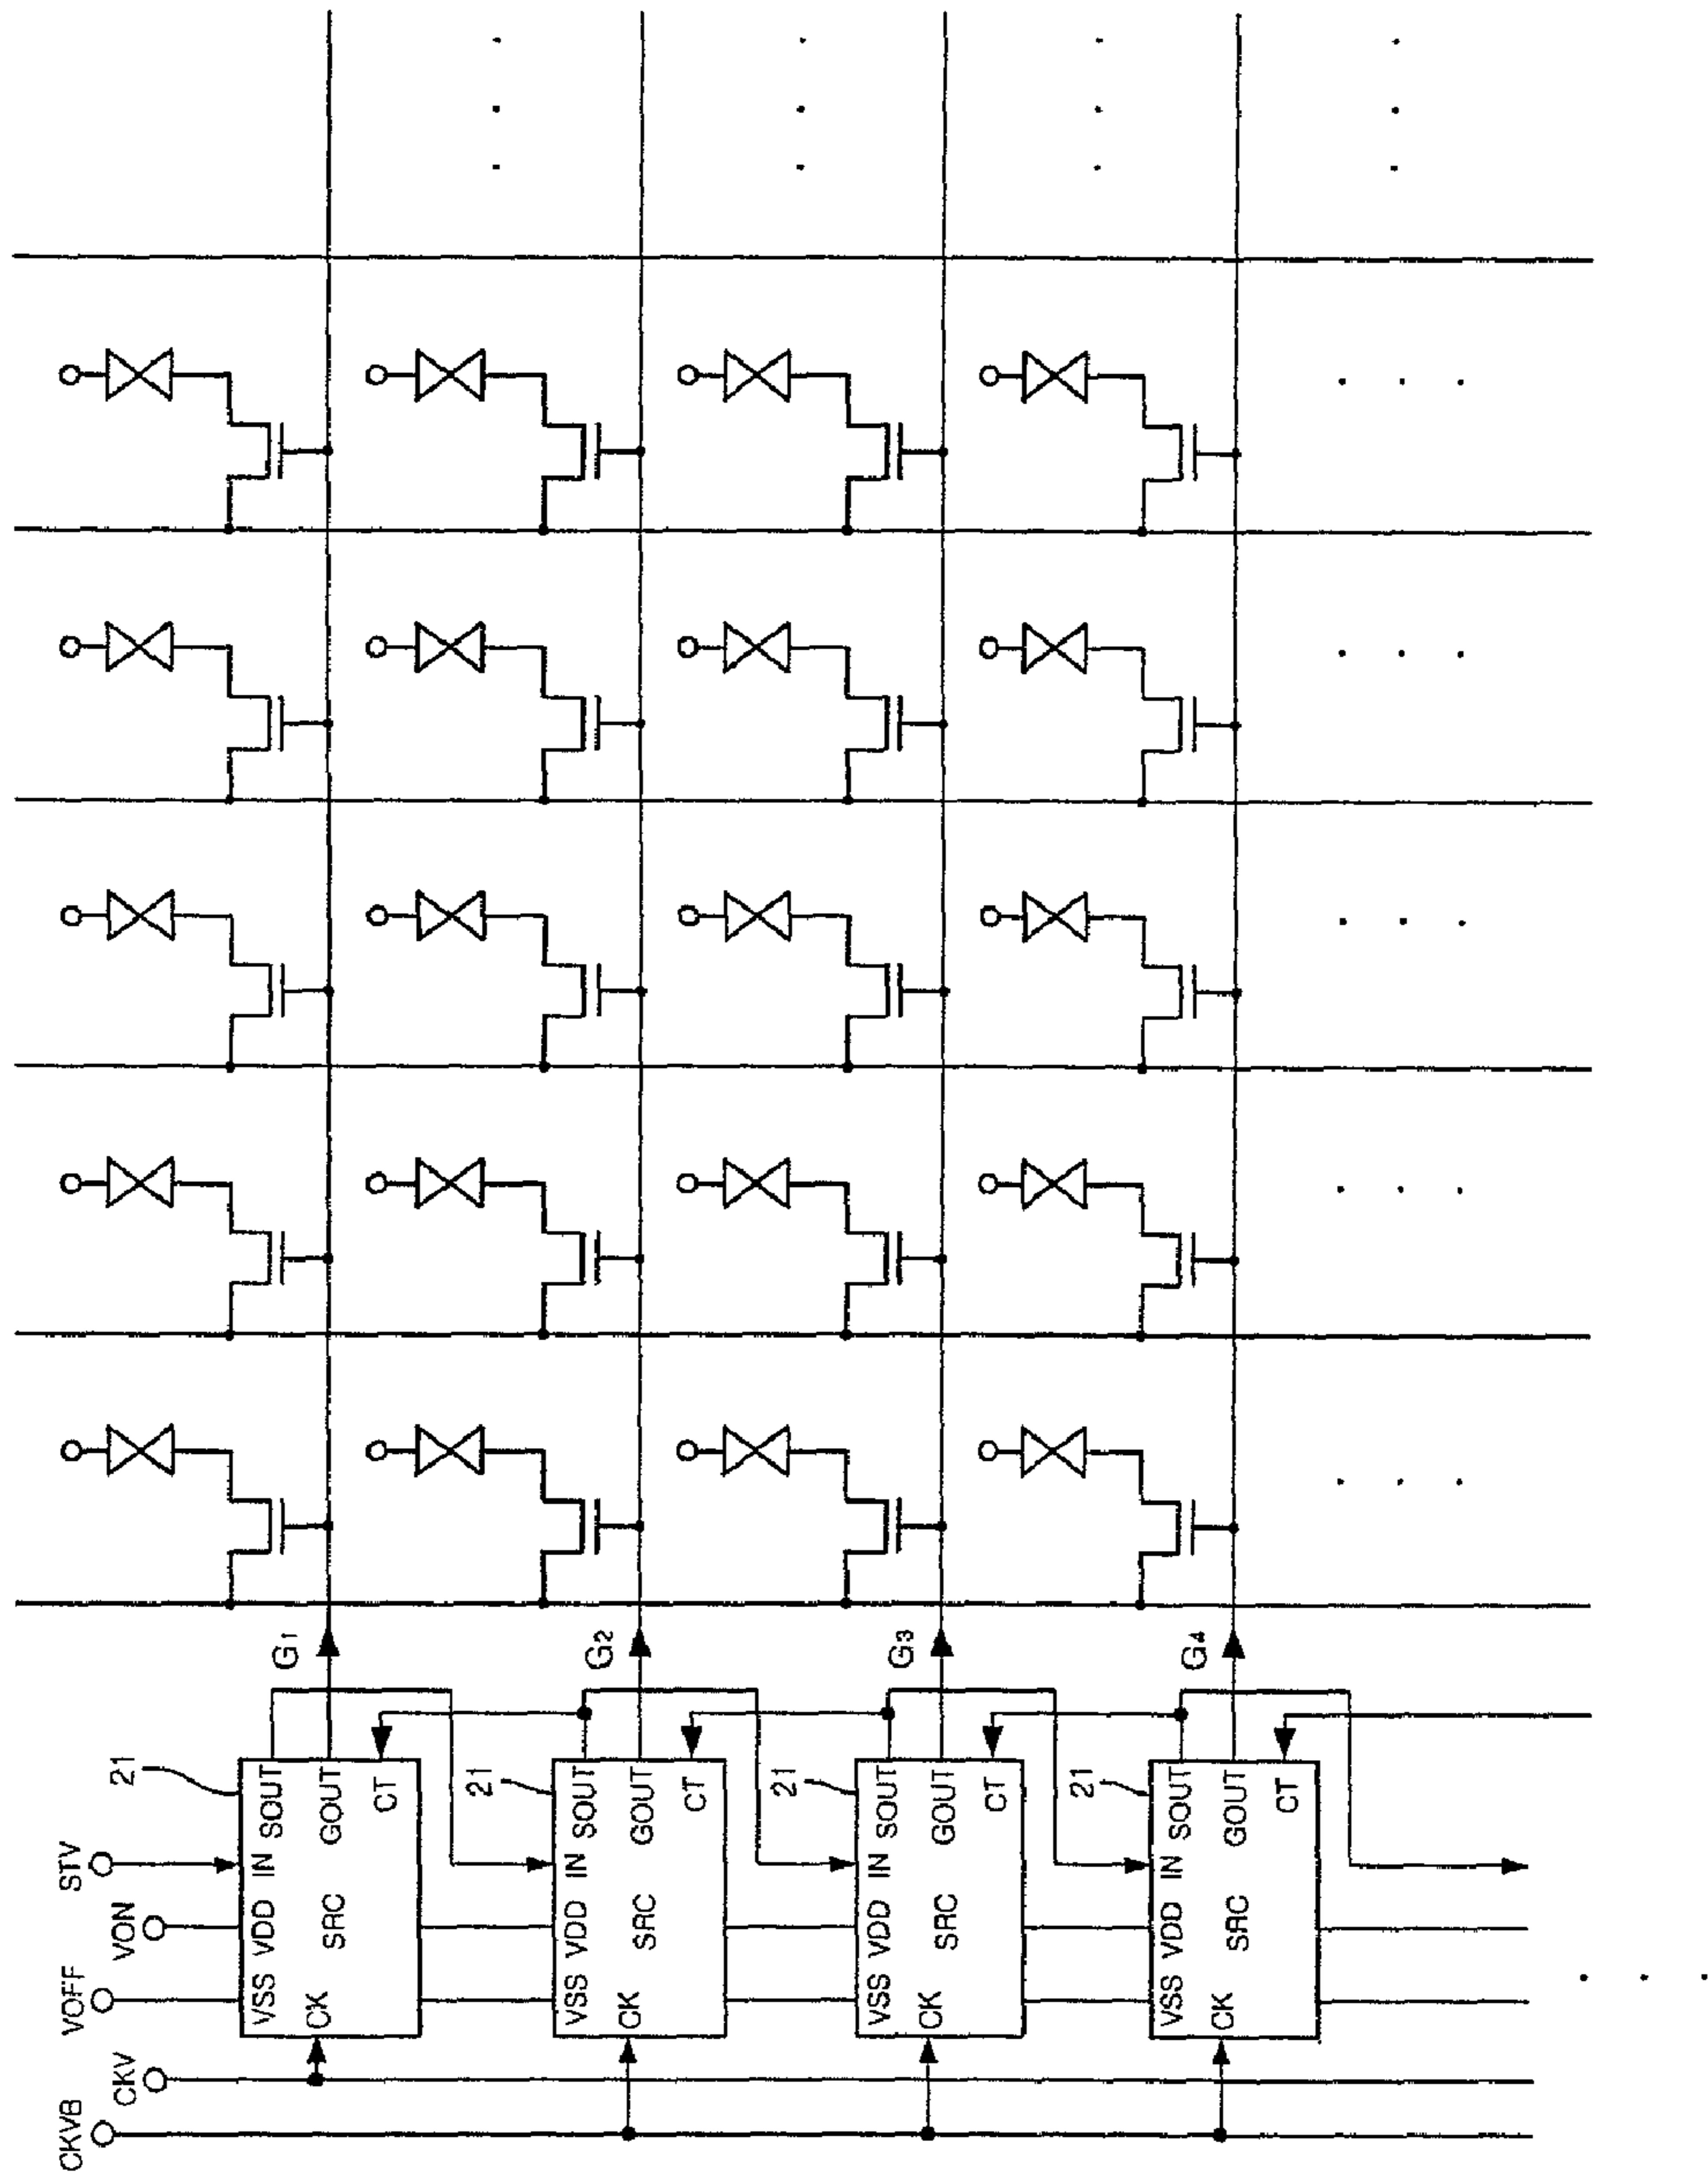 CKVB
CKV
VOFF
VON
STV
21
VSS VDD IN SOUT
CK SRC GOUT
CT
G1
21
VSS VDD IN SOUT
CK SRC GOUT
CT
G2
21
VSS VDD IN SOUT
CK SRC GOUT
CT
G3
21
VSS VDD IN SOUT
CK SRC GOUT
CT
G4